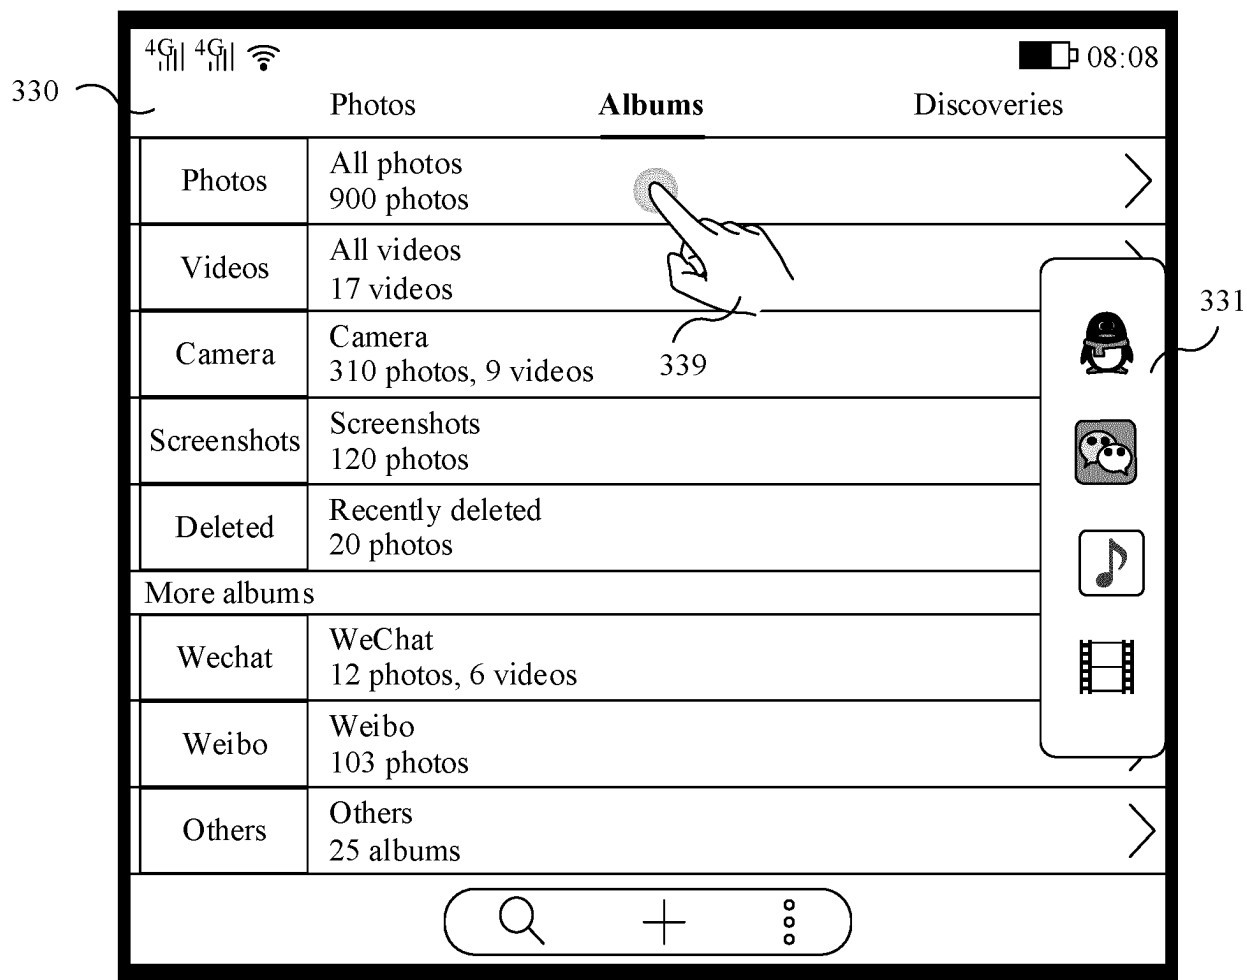 4G 4G 08:08
330
Photos Albums Discoveries
Photos
All photos
900 photos
Videos
All videos
17 videos
331
Camera
Camera
310 photos, 9 videos
339
Screenshots
Screenshots
120 photos
Deleted
Recently deleted
20 photos
More albums
Wechat
WeChat
12 photos, 6 videos
Weibo
Weibo
103 photos
Others
Others
25 albums